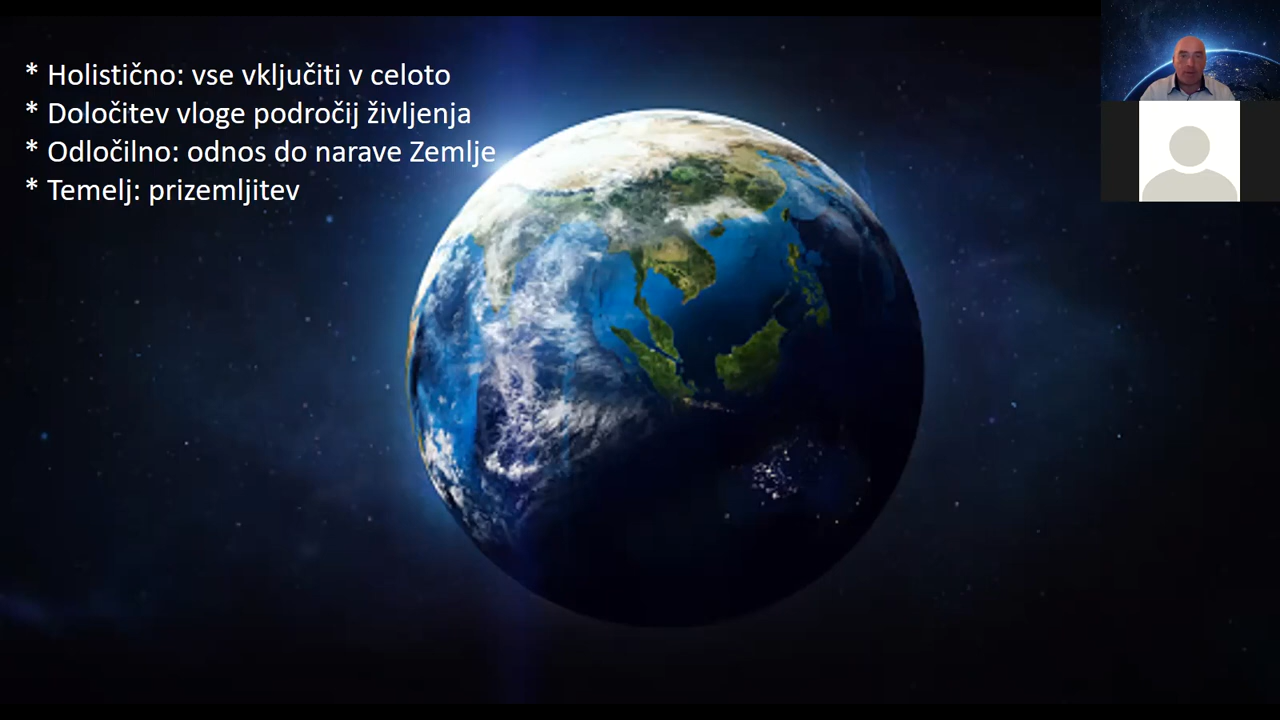 * Holistično: vse vključiti v celoto
* Določitev vloge področij življenja
* Odločilno: odnos do narave Zemlje
* Temelj: prizemljitev